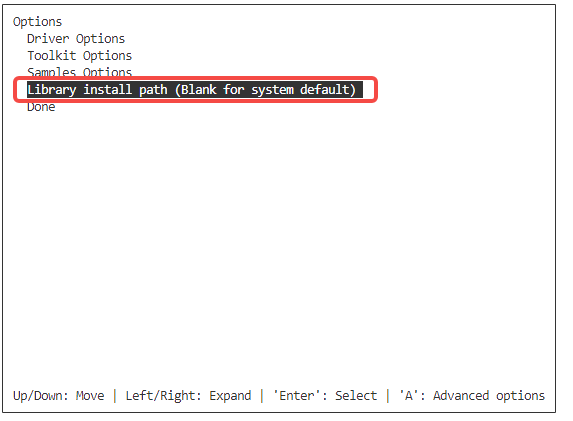 Options
Driver Options
Toolkit Options
Samples Options
Library install path (Blank for system default)
Done
Up/Down: Move | Left/Right: Expand | 'Enter': Select | 'A': Advanced options